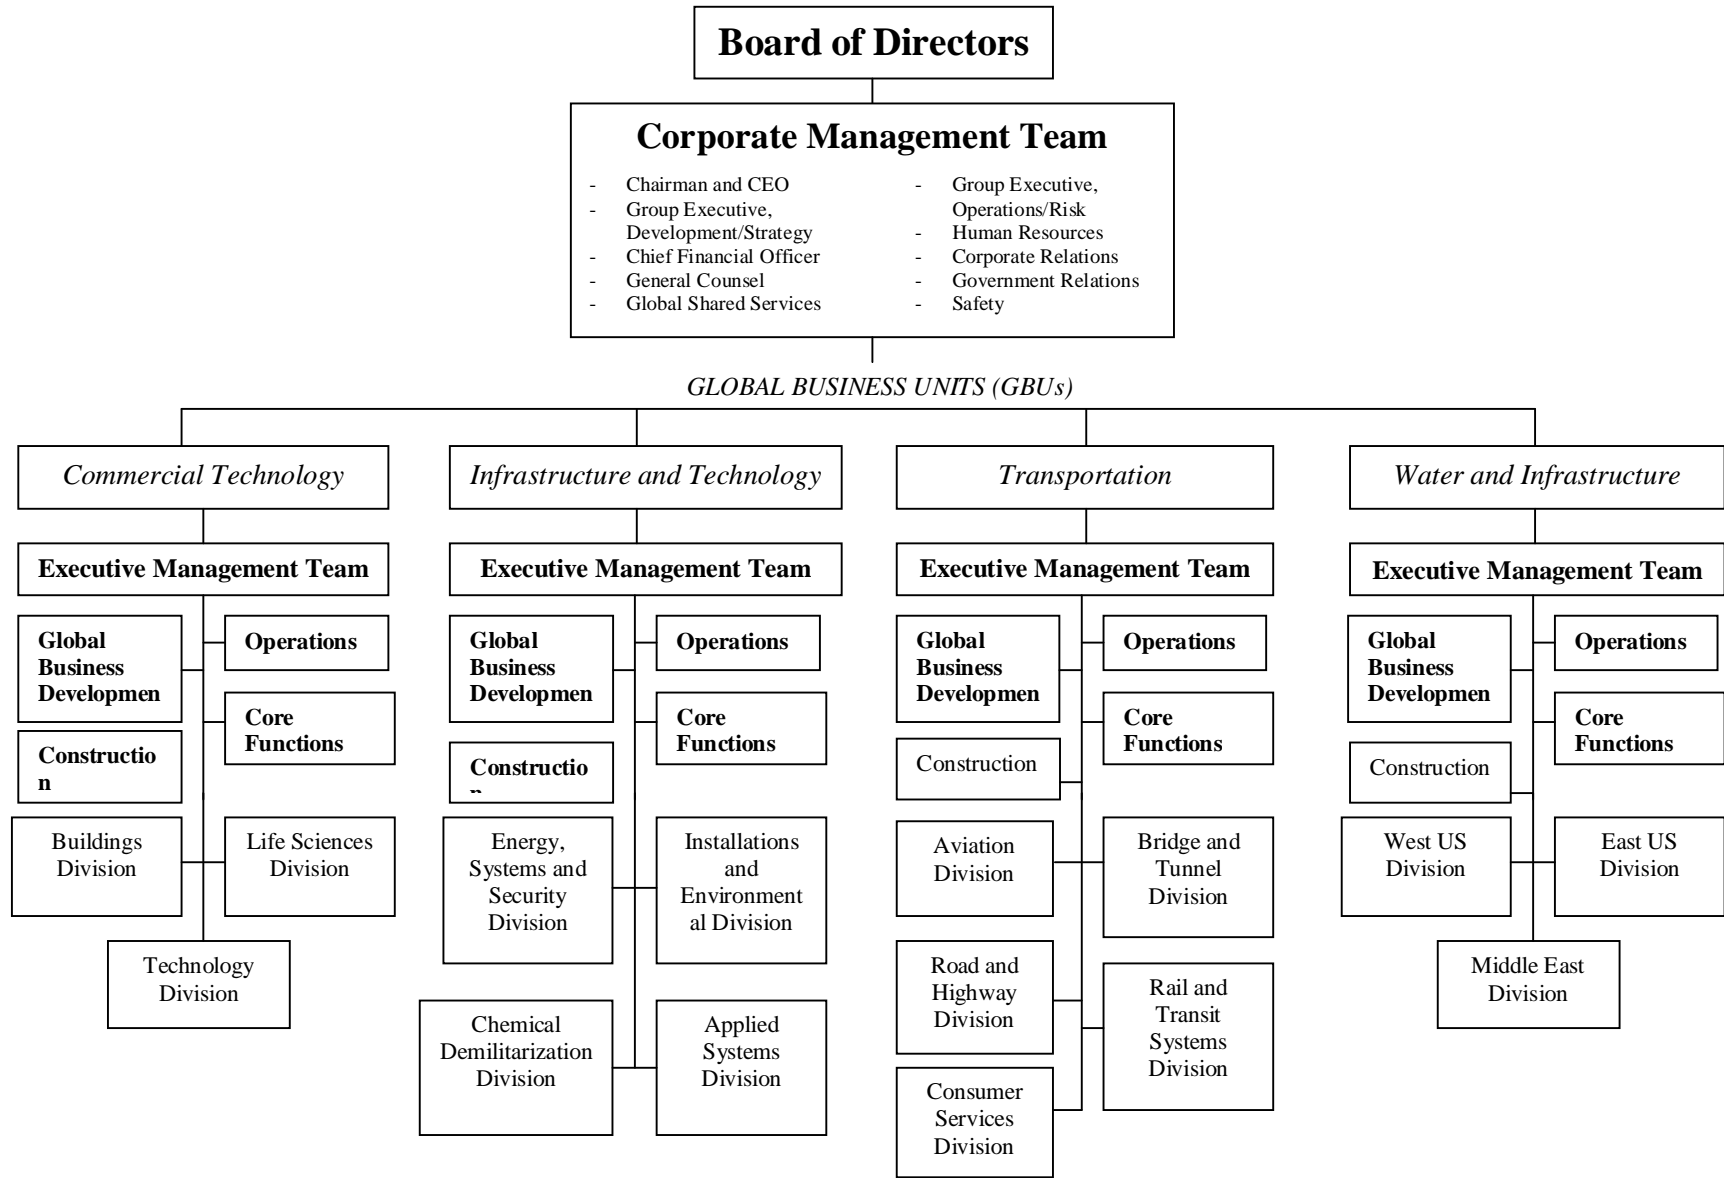 Board of Directors
Corporate Management Team
- Chairman and CEO
- Group Executive,
Development/Strategy
- Chief Financial Officer
- General Counsel
- Global Shared Services
- Group Executive,
Operations/Risk
- Human Resources
- Corporate Relations
- Government Relations
- Safety
GLOBAL BUSINESS UNITS (GBUs)
Commercial Technology
Executive Management Team
Global
Business
Developmen
Operations
Core
Functions
Constructio
n
Buildings
Division
Life Sciences
Division
Technology
Division
Infrastructure and Technology
Executive Management Team
Global
Business
Developmen
Operations
Core
Functions
Constructio
Energy,
Systems and
Security
Division
Installations
and
Environment
al Division
Chemical
Demilitarization
Division
Applied
Systems
Division
Transportation
Executive Management Team
Global
Business
Developmen
Operations
Core
Functions
Construction
Aviation
Division
Bridge and
Tunnel
Division
Road and
Highway
Division
Rail and
Transit
Systems
Division
Consumer
Services
Division
Water and Infrastructure
Executive Management Team
Global
Business
Developmen
Operations
Core
Functions
Construction
West US
Division
East US
Division
Middle East
Division